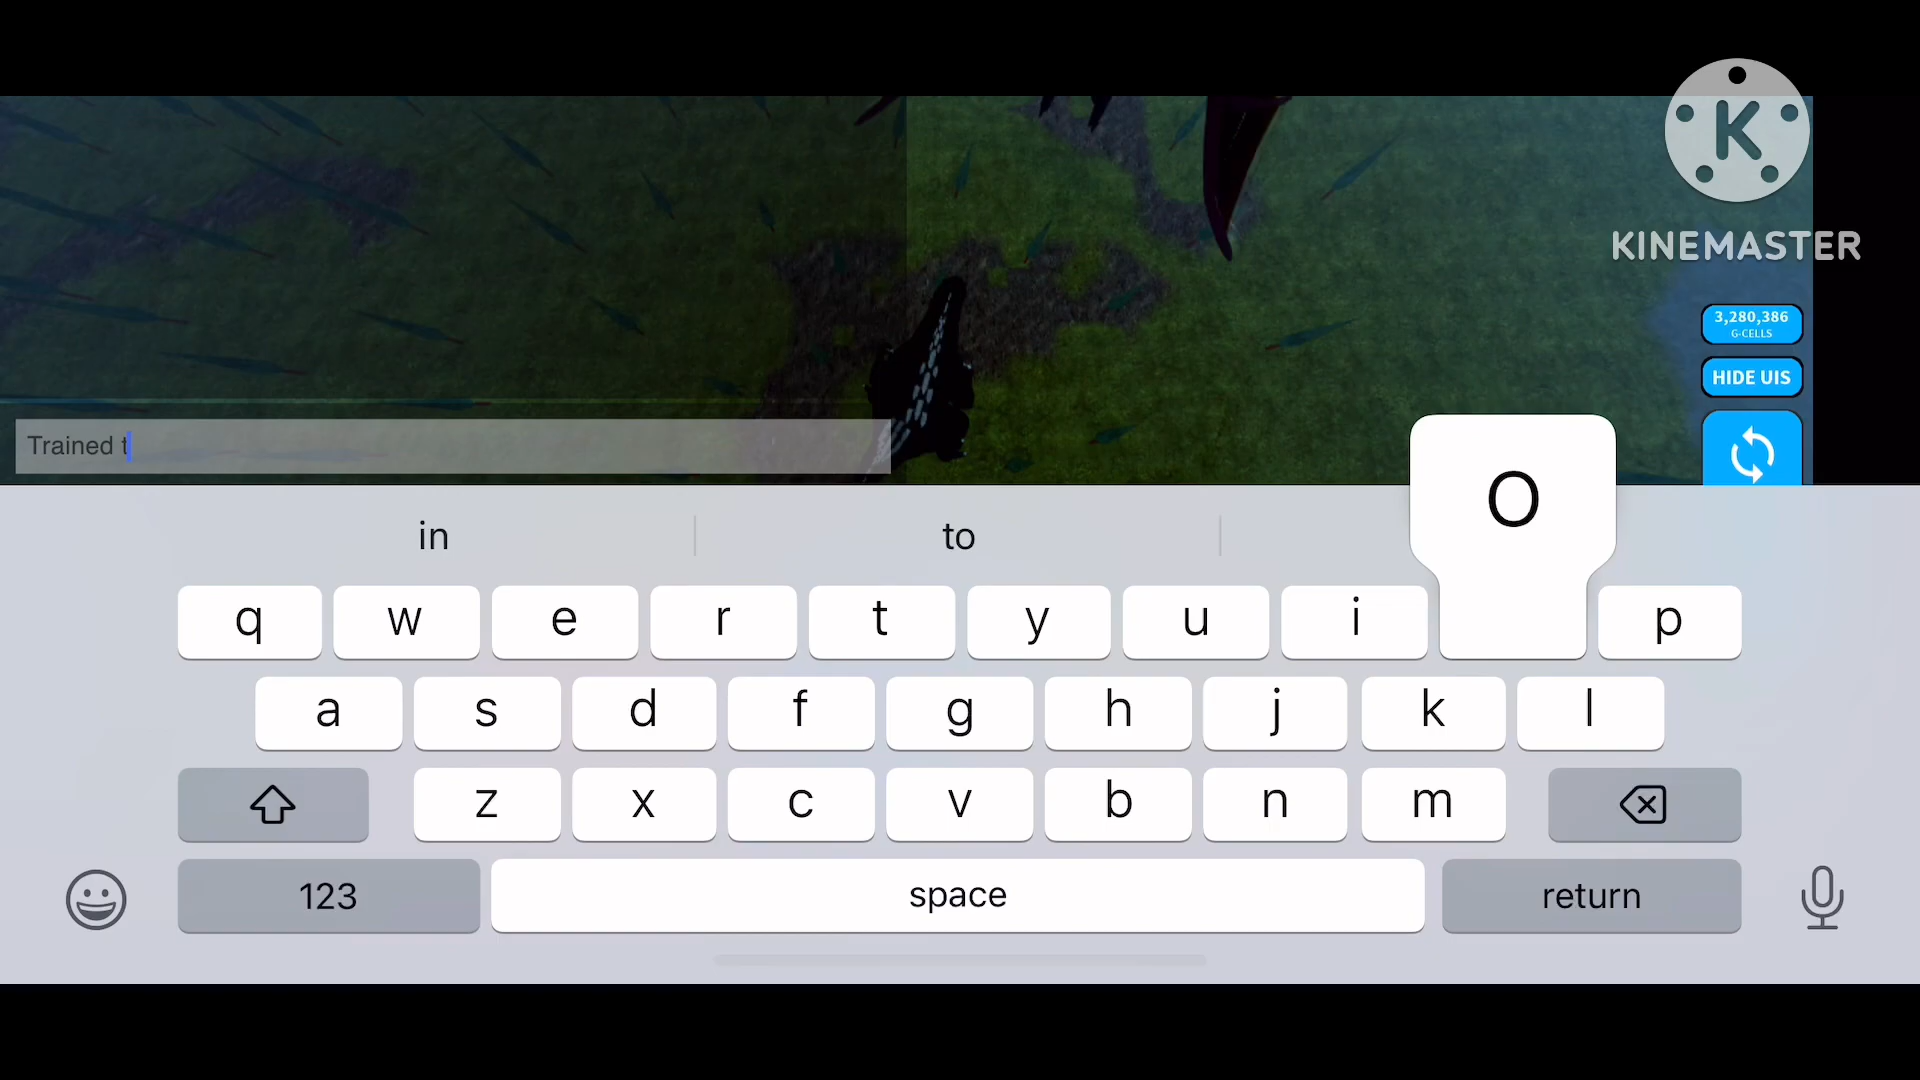 K
KINEMASTER
3,280,386
G-CELLS
HIDE UIS
Trained t
in to
O
q w e r t y u i p
a s d f g h j k l
z x c v b n m
123 space return